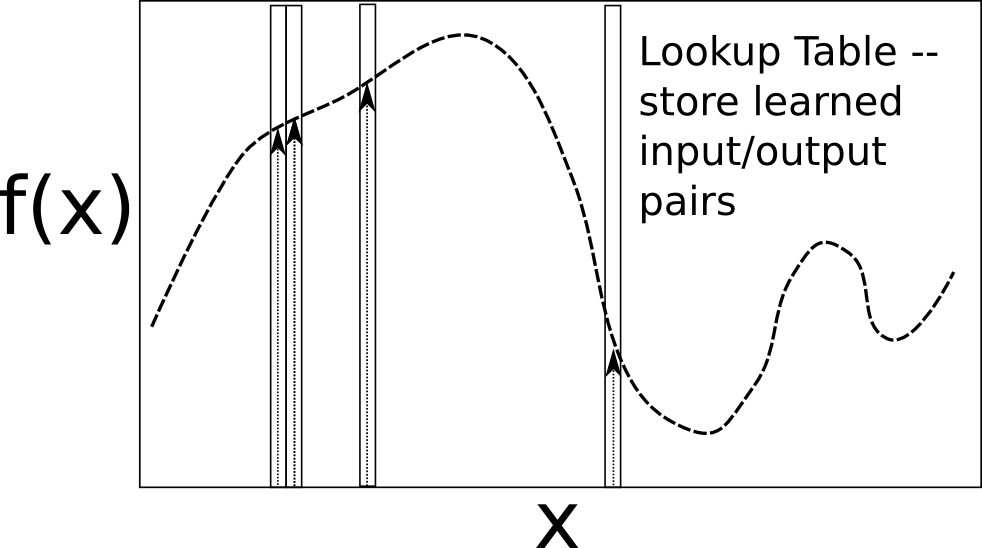 Lookup Table --
store learned
input/output
pairs
f(x)
x